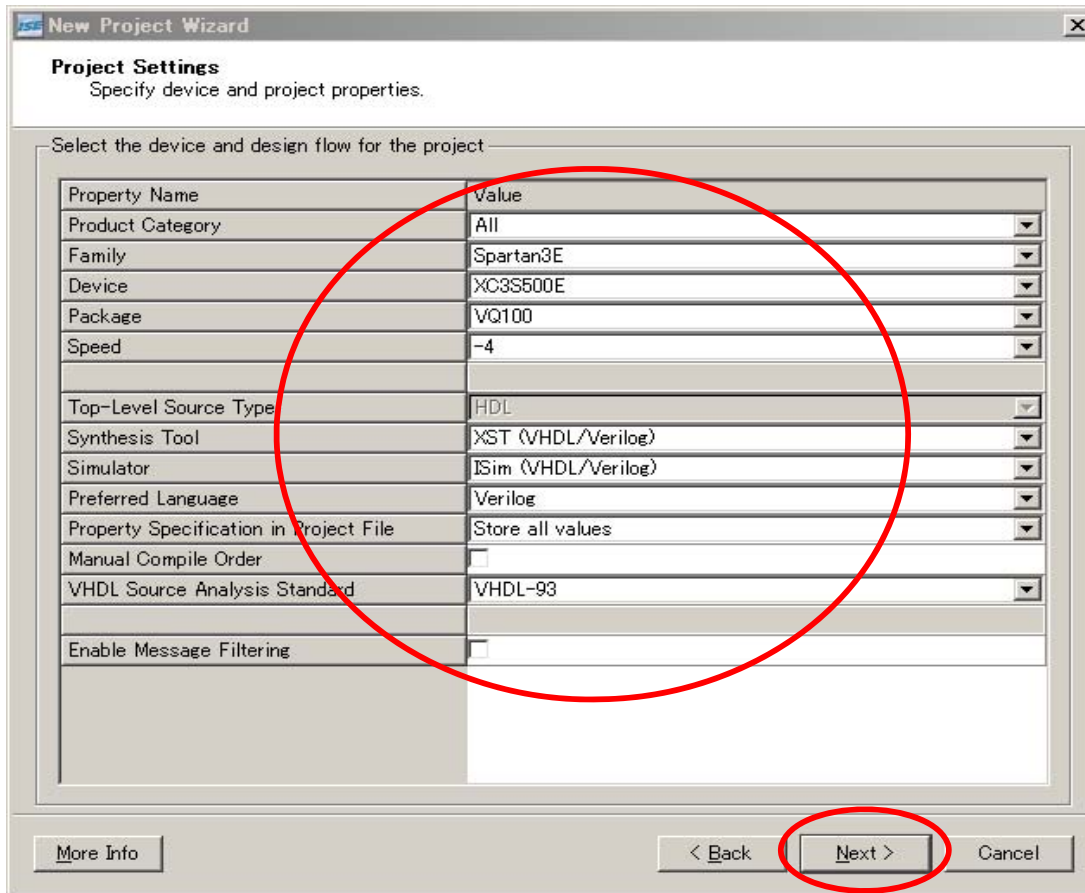 ISE New Project Wizard
Project Settings
Specify device and project properties.
Select the device and design flow for the project
Property Name Value
Product Category All
Family Spartan3E
Device XC3S500E
Package VQ100
Speed -4
Top-Level Source Type HDL
Synthesis Tool XST (VHDL/Verilog)
Simulator ISim (VHDL/Verilog)
Preferred Language Verilog
Property Specification in Project File Store all values
Manual Compile Order
VHDL Source Analysis Standard VHDL-93
Enable Message Filtering
More Info < Back Next > Cancel